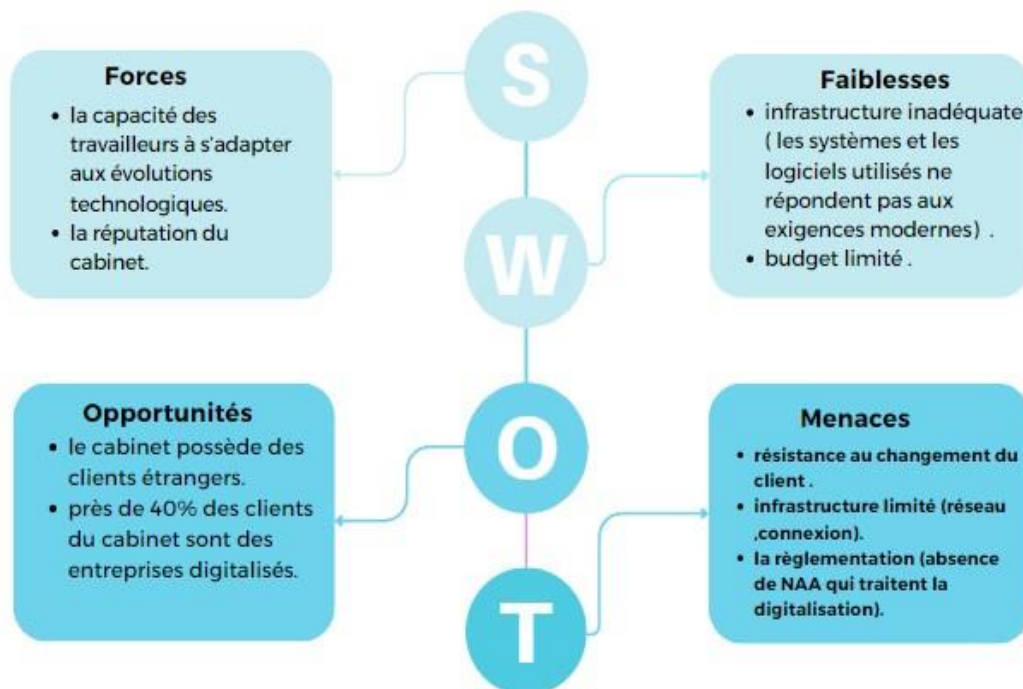 S
Forces
• la capacité des
travailleurs à s'adapter
aux évolutions
technologiques.
• la réputation du
cabinet.
Faiblesses
• infrastructure inadéquate
( les systèmes et les
logiciels utilisés ne
répondent pas aux
exigences modernes) .
• budget limité .
W
O
Opportunités
• le cabinet possède des
clients étrangers.
• près de 40% des clients
du cabinet sont des
entreprises digitalisés.
Menaces
• résistance au changement du
client .
• infrastructure limité (réseau
,connexion).
• la règlementation (absence
de NAA qui traitent la
digitalisation).
T